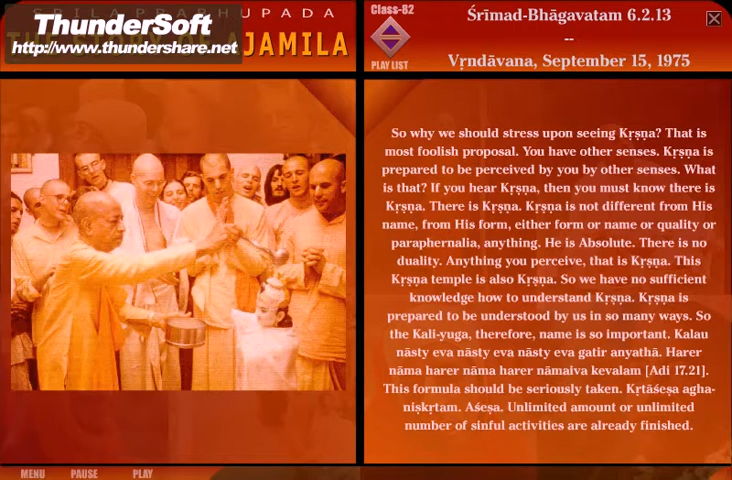 SRILA PRABHUPADA
THE STORY OF AJAMILA
ThunderSoft
http://www.thundershare.net
Class-B2
PLAY LIST
Śrīmad-Bhāgavatam 6.2.13
--
Vṛndāvana, September 15, 1975
So why we should stress upon seeing Kṛṣṇa? That is
most foolish proposal. You have other senses. Kṛṣṇa is
prepared to be perceived by you by other senses. What
is that? If you hear Kṛṣṇa, then you must know there is
Kṛṣṇa. There is Kṛṣṇa. Kṛṣṇa is not different from His
name, from His form, either form or name or quality or
paraphernalia, anything. He is Absolute. There is no
duality. Anything you perceive, that is Kṛṣṇa. This
Kṛṣṇa temple is also Kṛṣṇa. So we have no sufficient
knowledge how to understand Kṛṣṇa. Kṛṣṇa is
prepared to be understood by us in so many ways. So
the Kali-yuga, therefore, name is so important. Kalau
nāsty eva nāsty eva nāsty eva gatir anyathā. Harer
nāma harer nāma harer nāmaiva kevalam [Adi 17.21].
This formula should be seriously taken. Kṛtāśeṣa agha-
niṣkṛtam. Aśeṣa. Unlimited amount or unlimited
number of sinful activities are already finished.
MENU PAUSE PLAY